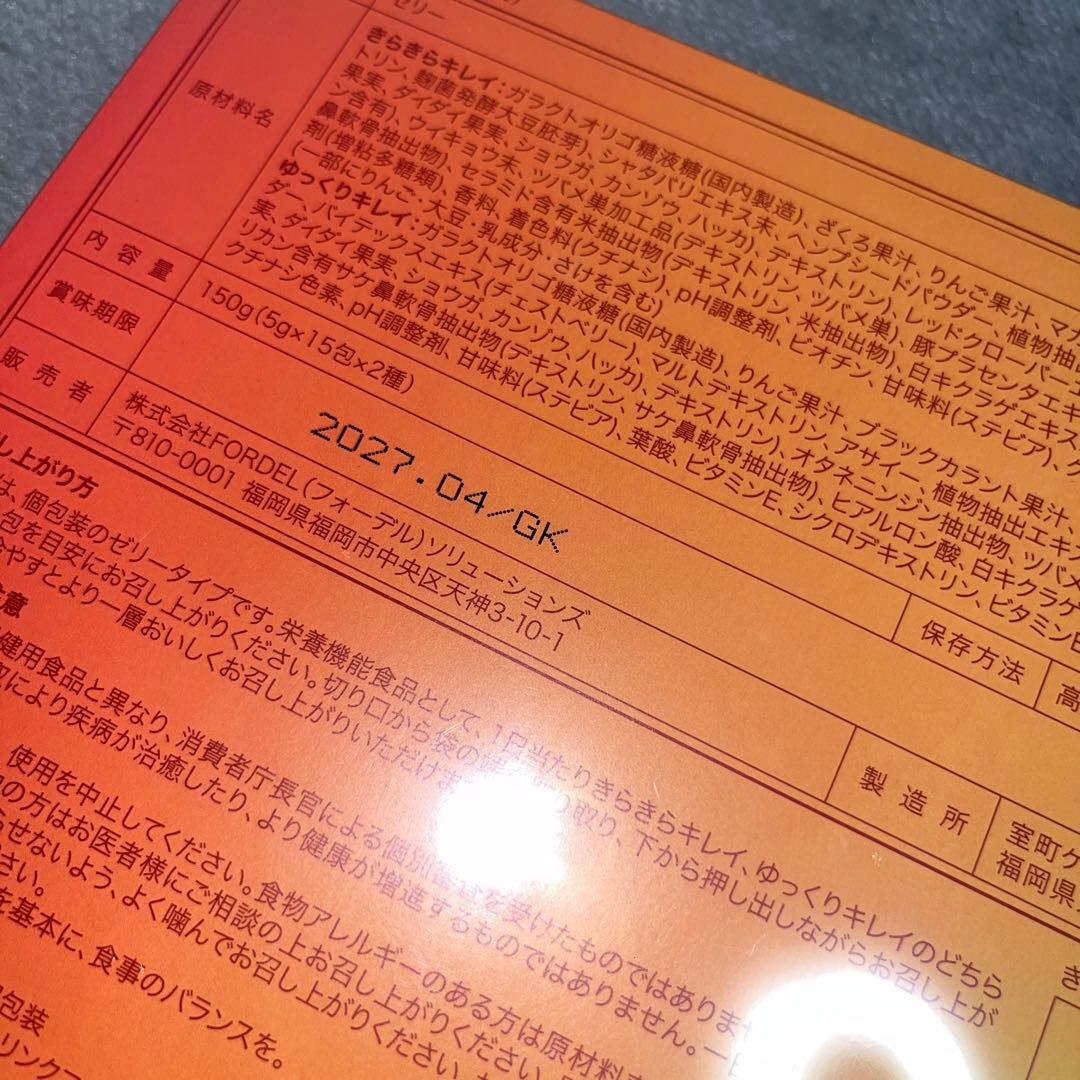 ゼリー
原材料名
きらきらキレイ：ガラクトオリゴ糖液糖(国内製造)、ざくろ果汁、りんご果汁、マカ
トリン、麹菌発酵大豆胚芽)、シャタバリエキス末、ヘンプシードパウダー、植物抽出
果実、ダイダイ果実、ショウガ、カンゾウ、ハッカ)、デキストリン)、レッドクローバーエ
ン含有)、ウイキョウ末、ツバメ巣加工品(デキストリン、ツバメ巣)、豚プラセンタエキス
鼻軟骨抽出物)、セラミド含有米抽出物(デキストリン、米抽出物)、白キクラゲエキス
剤(増粘多糖類)、香料、着色料(クチナシ)、pH調整剤、ビオチン、甘味料(ステビア)、
(一部にりんご・大豆・乳成分・さけを含む)
ゆっくりキレイ：ガラクトオリゴ糖液糖(国内製造)、りんご果汁、ブラックカラント果汁、
ダー、バイテックスエキス(チェストベリー)、マルトデキストリン、アサイー、植物抽出エキス
実、ダイダイ果実、ショウガ、カンゾウ、ハッカ)、デキストリン)、オタネニンジン抽出物、ツバメ
リカン含有サケ鼻軟骨抽出物(デキストリン、サケ鼻軟骨抽出物)、ヒアルロン酸、白キクラゲ
クチナシ色素、pH調整剤、甘味料(ステビア)、葉酸、ビタミンE、シクロデキストリン、ビタミン
内容量
150g(5g×15包×2種)
賞味期限
2027.04/GK
保存方法
高
販売者
株式会社FORDEL(フォーデル)ソリューションズ
〒810-0001 福岡県福岡市中央区天神3-10-1
製造所
室町ケ
福岡県
し上がり方
は、個包装のゼリータイプです。栄養機能食品として、1日当たりきらきらキレイ、ゆっくりキレイのどちら
包を目安にお召し上がりください。切り口から袋の 取り、下から押し出しながらお召し上が
やすとより一層おいしくお召し上がりいただけま
意
健用食品と異なり、消費者庁長官による個別審査を受けたものではありませ
により疾病が治癒したり、より健康が増進するものではありません。一日
使用を中止してください。食物アレルギーのある方は原材料
の方はお医者様にご相談の上お召し上がりください。
らせないよう、よく噛んでお召し上がりください。
さい。
を基本に、食事のバランスを。
包装
リンクフ
き